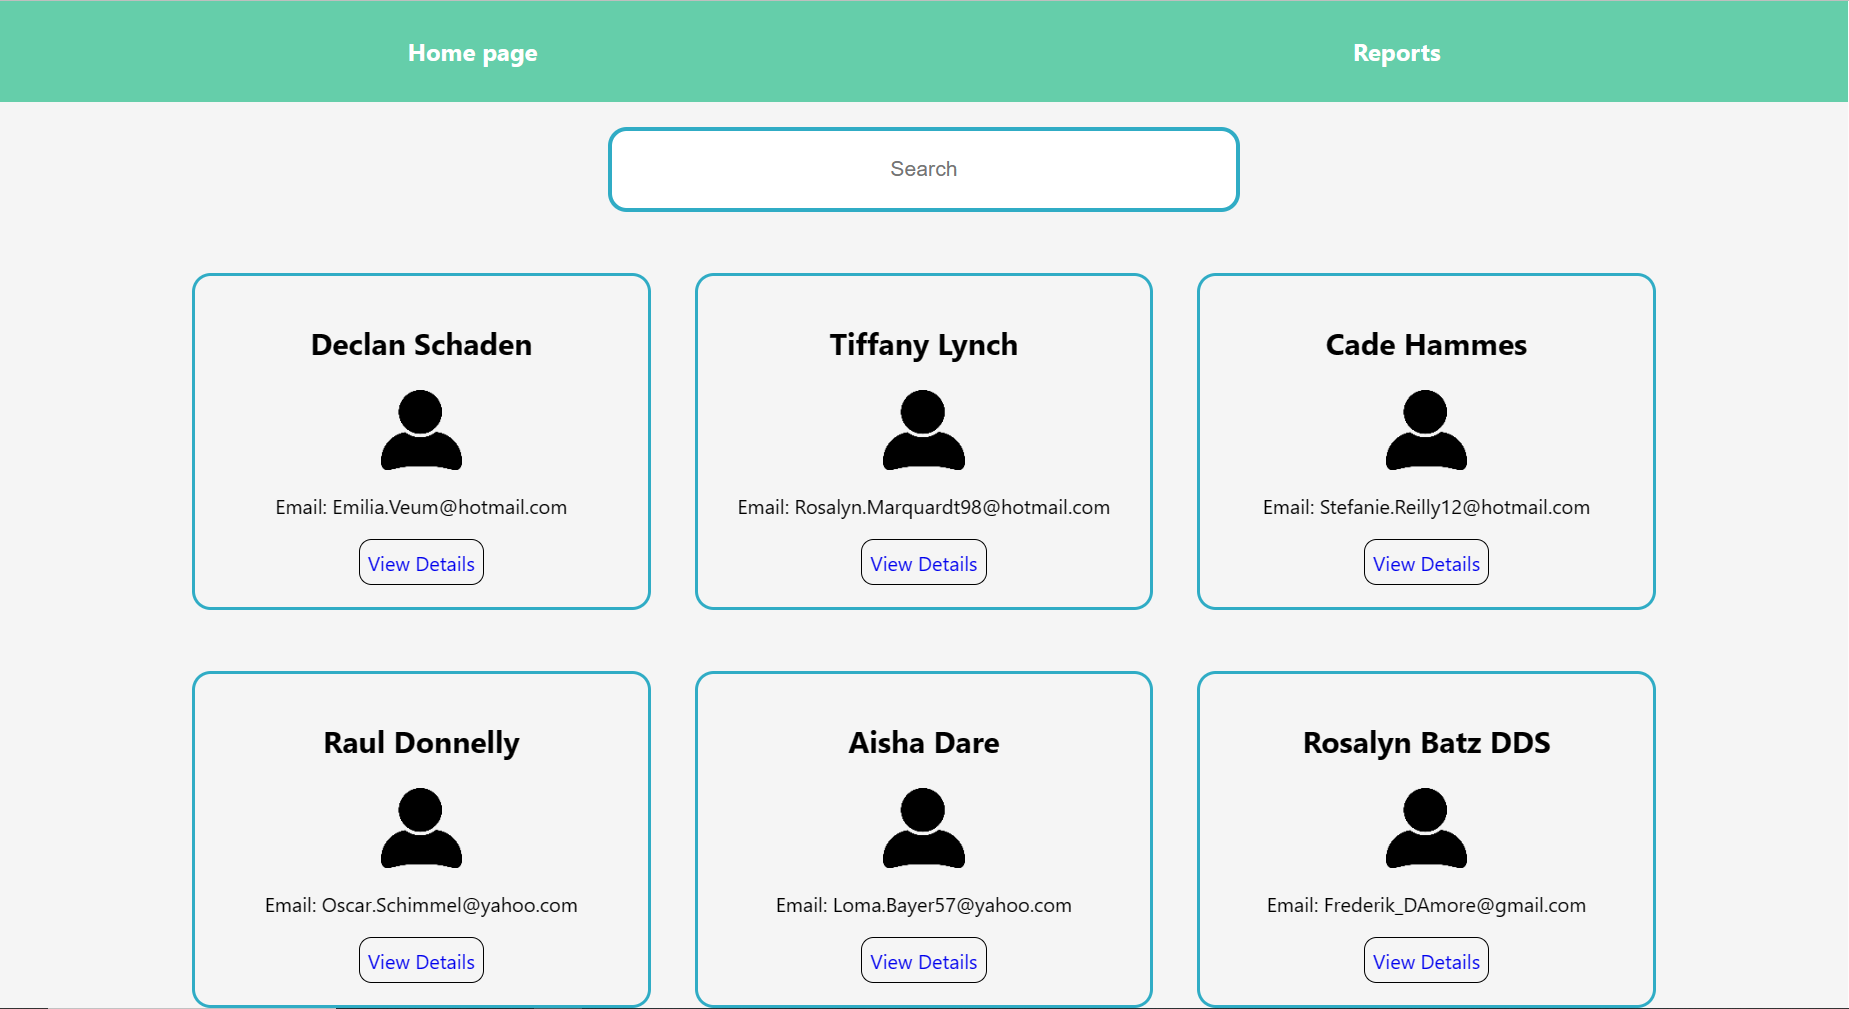 Home page Reports
Search
Declan Schaden
Email: Emilia.Veum@hotmail.com
View Details
Tiffany Lynch
Email: Rosalyn.Marquardt98@hotmail.com
View Details
Cade Hammes
Email: Stefanie.Reilly12@hotmail.com
View Details
Raul Donnelly
Email: Oscar.Schimmel@yahoo.com
View Details
Aisha Dare
Email: Loma.Bayer57@yahoo.com
View Details
Rosalyn Batz DDS
Email: Frederik_DAmore@gmail.com
View Details